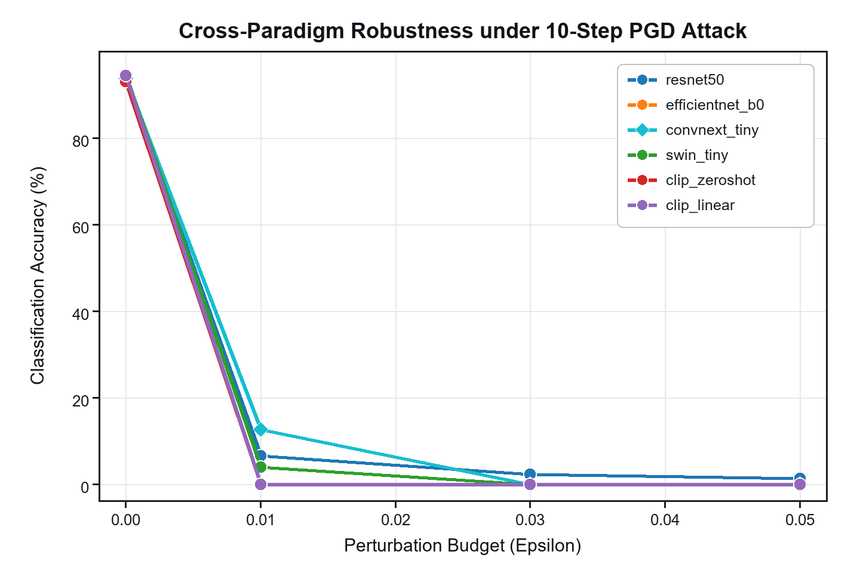 Cross-Paradigm Robustness under 10-Step PGD Attack
resnet50
efficientnet_b0
convnext_tiny
swin_tiny
clip_zeroshot
clip_linear
Classification Accuracy (%)
80
60
40
20
0
0.00 0.01 0.02 0.03 0.04 0.05
Perturbation Budget (Epsilon)